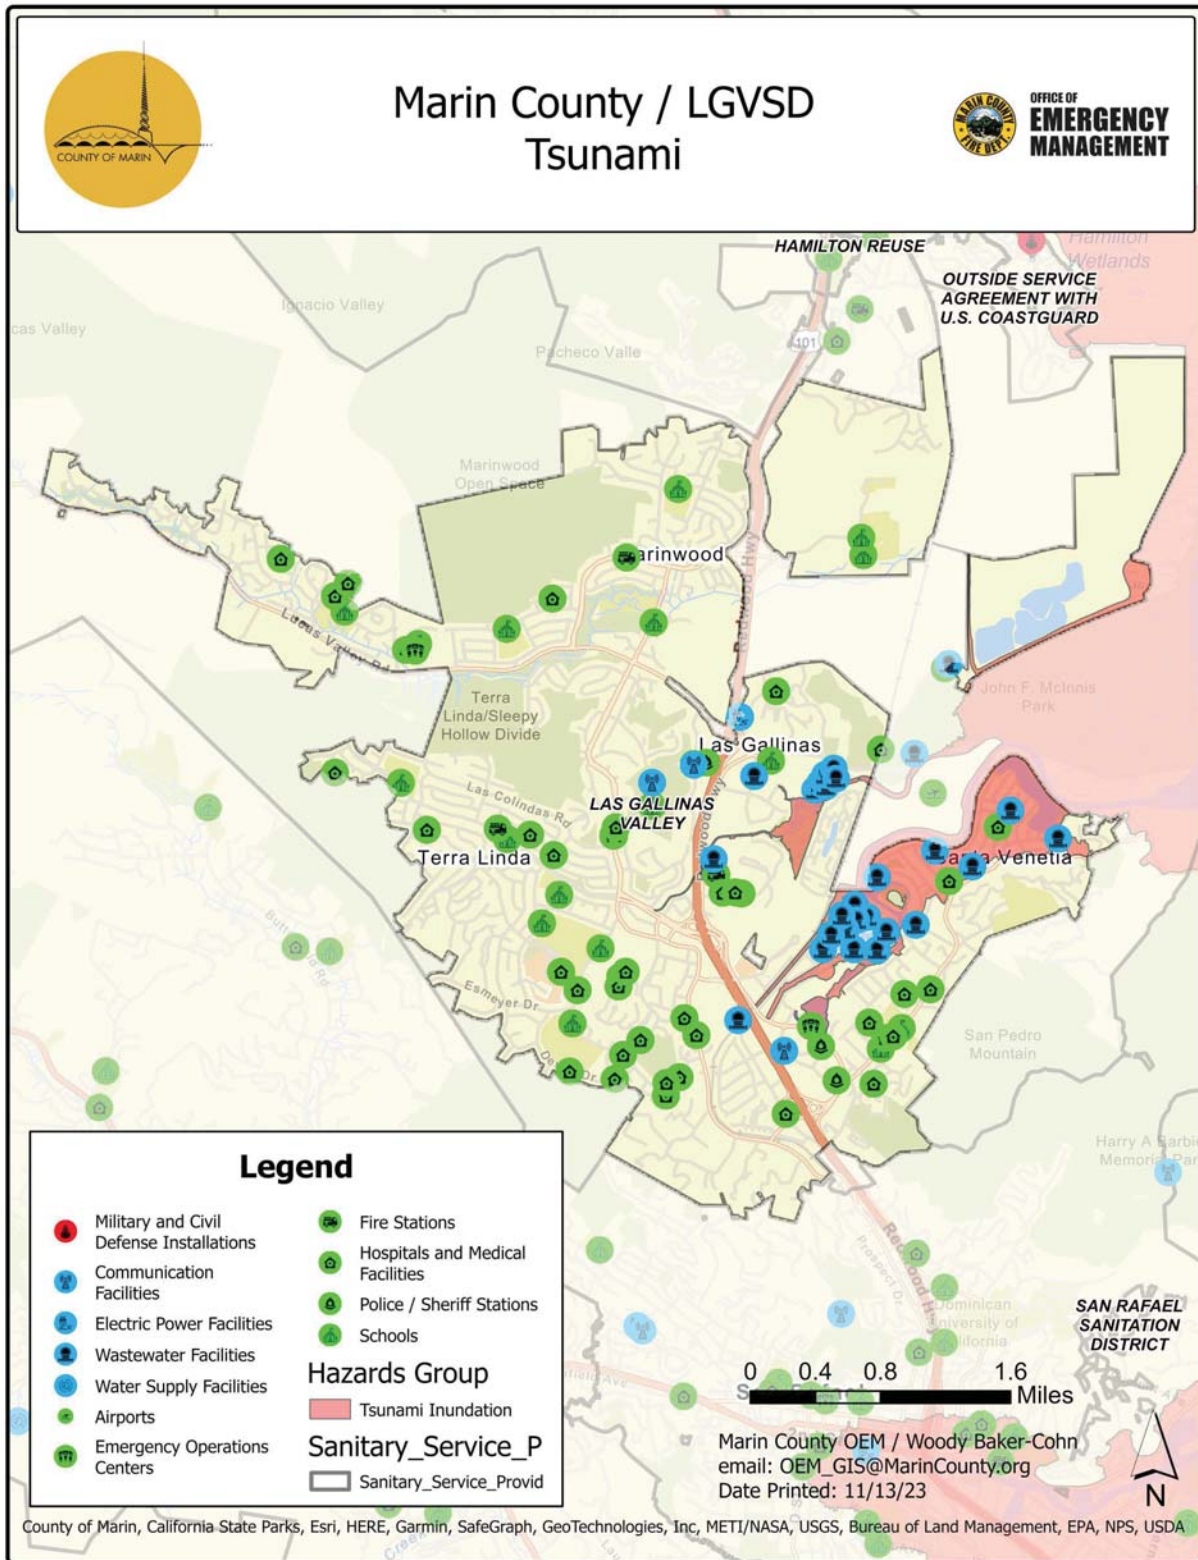 Marin County / LGVSD
Tsunami
COUNTY OF MARIN
MARIN COUNTY
FIRE DEPT.
OFFICE OF
EMERGENCY
MANAGEMENT
HAMILTON REUSE
Hamilton
Wetlands
OUTSIDE SERVICE
AGREEMENT WITH
U.S. COASTGUARD
Ignacio Valley
cas Valley
101
Pacheco Valle
Marinwood
Open Space
arinwood
Redwood Hwy
Lucas Valley Rd
Terra
Linda/Sleepy
Hollow Divide
John F. McInnis
Park
Las Gallinas
LAS GALLINAS
VALLEY
Las Colindas Rd
Redwood Hwy
Terra Linda
Santa Venetia
Esmeyer Dr
San Pedro
Mountain
Harry A Barbi
Memorial Par
Redwood H
Prospect Dr
Dominican
University of
California
SAN RAFAEL
SANITATION
DISTRICT
Legend
Military and Civil
Defense Installations
Communication
Facilities
Electric Power Facilities
Wastewater Facilities
Water Supply Facilities
Airports
Emergency Operations
Centers
Fire Stations
Hospitals and Medical
Facilities
Police / Sheriff Stations
Schools
Hazards Group
Tsunami Inundation
Sanitary_Service_P
Sanitary_Service_Provid
0 0.4 0.8 1.6
Miles
Marin County OEM / Woody Baker-Cohn
email: OEM_GIS@MarinCounty.org
Date Printed: 11/13/23
N
County of Marin, California State Parks, Esri, HERE, Garmin, SafeGraph, GeoTechnologies, Inc, METI/NASA, USGS, Bureau of Land Management, EPA, NPS, USDA